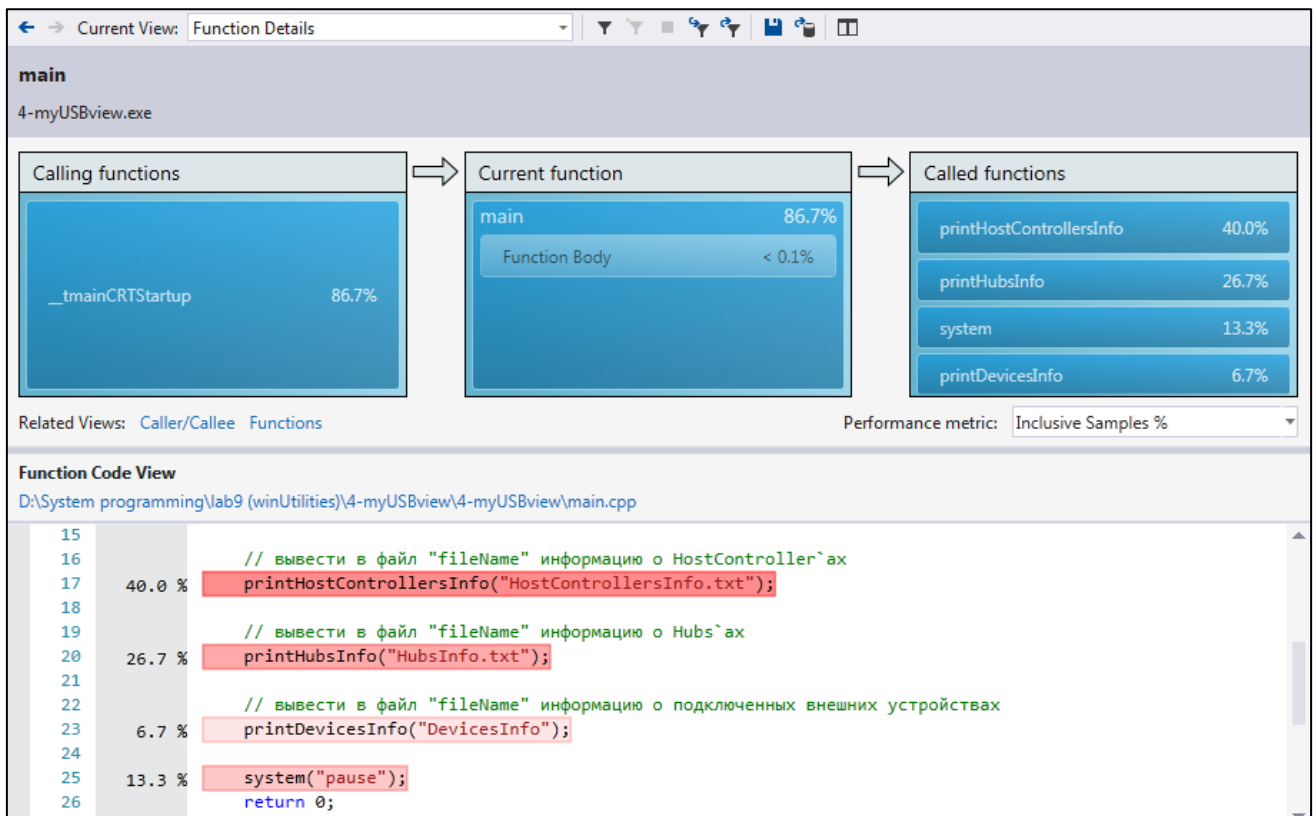 Current View: Function Details
main
4-myUSBview.exe
Calling functions
__tmainCRTStartup 86.7%
Current function
main 86.7%
Function Body < 0.1%
Called functions
printHostControllersInfo 40.0%
printHubsInfo 26.7%
system 13.3%
printDevicesInfo 6.7%
Related Views: Caller/Callee Functions
Performance metric: Inclusive Samples %
Function Code View
D:\System programming\lab9 (winUtilities)\4-myUSBview\4-myUSBview\main.cpp
15
16 // вывести в файл "fileName" информацию о HostController`ах
17 40.0 % printHostControllersInfo("HostControllersInfo.txt");
18
19 // вывести в файл "fileName" информацию о Hubs`ах
20 26.7 % printHubsInfo("HubsInfo.txt");
21
22 // вывести в файл "fileName" информацию о подключенных внешних устройствах
23 6.7 % printDevicesInfo("DevicesInfo");
24
25 13.3 % system("pause");
26 return 0;